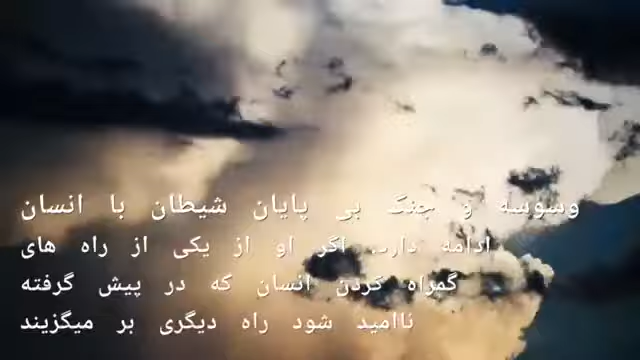 وسوسه و جنگ بی پایان شیطان با انسان
ادامه دارد. اگر او از یکی از راه های
گمراه کردن انسان که در پیش گرفته
ناامید شود راه دیگری بر میگزیند